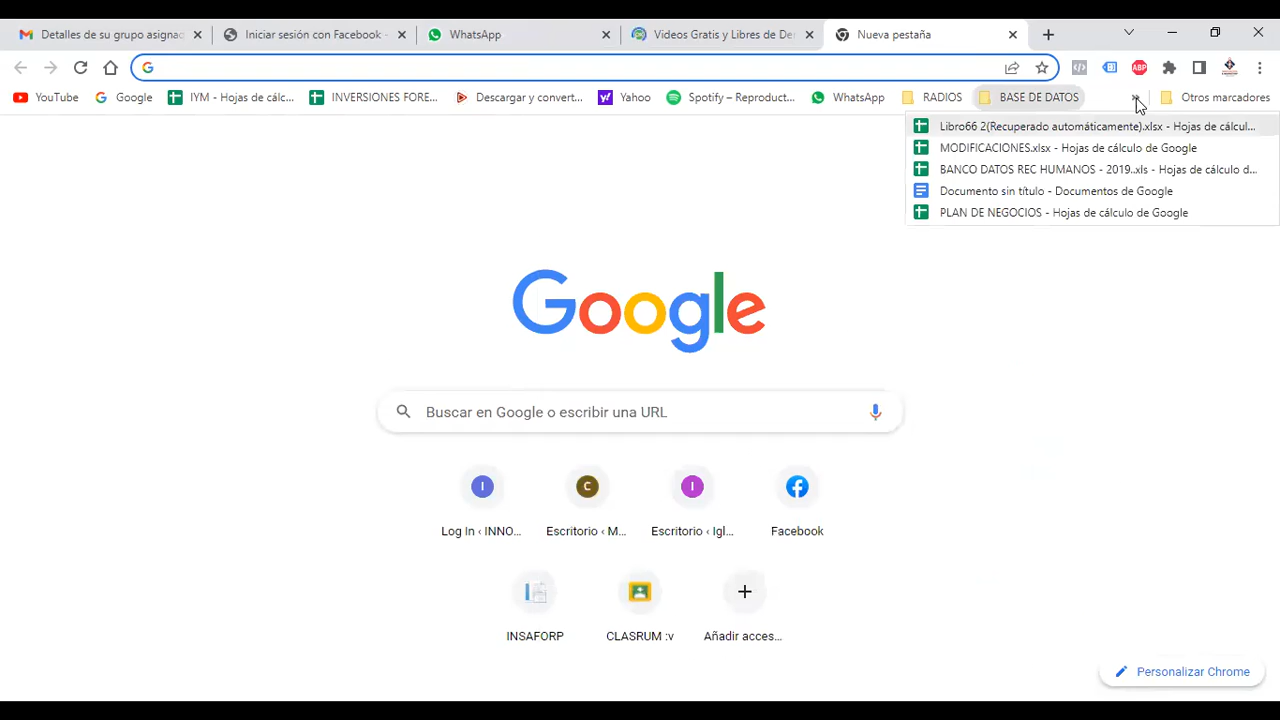 Detalles de su grupo asignac
Iniciar sesión con Facebook -
WhatsApp
Videos Gratis y Libres de De
Nueva pestaña
YouTube
Google
IYM - Hojas de cálc...
INVERSIONES FORE...
Descargar y convert...
Yahoo
Spotify – Reproduct...
WhatsApp
RADIOS
BASE DE DATOS
»
Otros marcadores
ABP
Libro66 2(Recuperado automáticamente).xlsx - Hojas de cálcul...
MODIFICACIONES.xlsx - Hojas de cálculo de Google
BANCO DATOS REC HUMANOS - 2019..xls - Hojas de cálculo d...
Documento sin título - Documentos de Google
PLAN DE NEGOCIOS - Hojas de cálculo de Google
Google
Buscar en Google o escribir una URL
I
C
I
Log In ‹ INNO...
Escritorio ‹ M...
Escritorio ‹ Igl...
Facebook
INSAFORP
CLASRUM :v
Añadir acces...
Personalizar Chrome